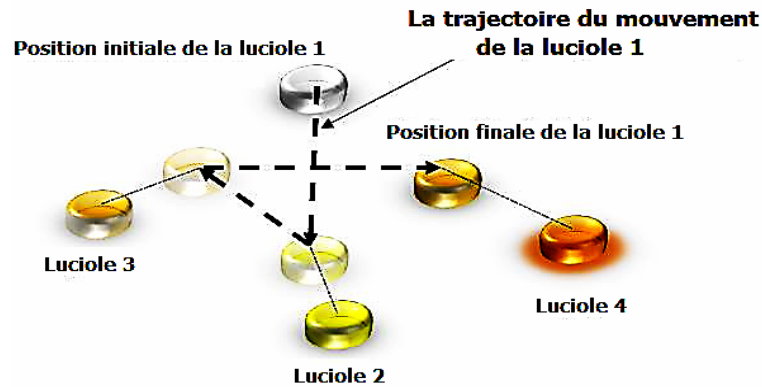 La trajectoire du mouvement
de la luciole 1
Position initiale de la luciole 1
Position finale de la luciole 1
Luciole 3
Luciole 4
Luciole 2